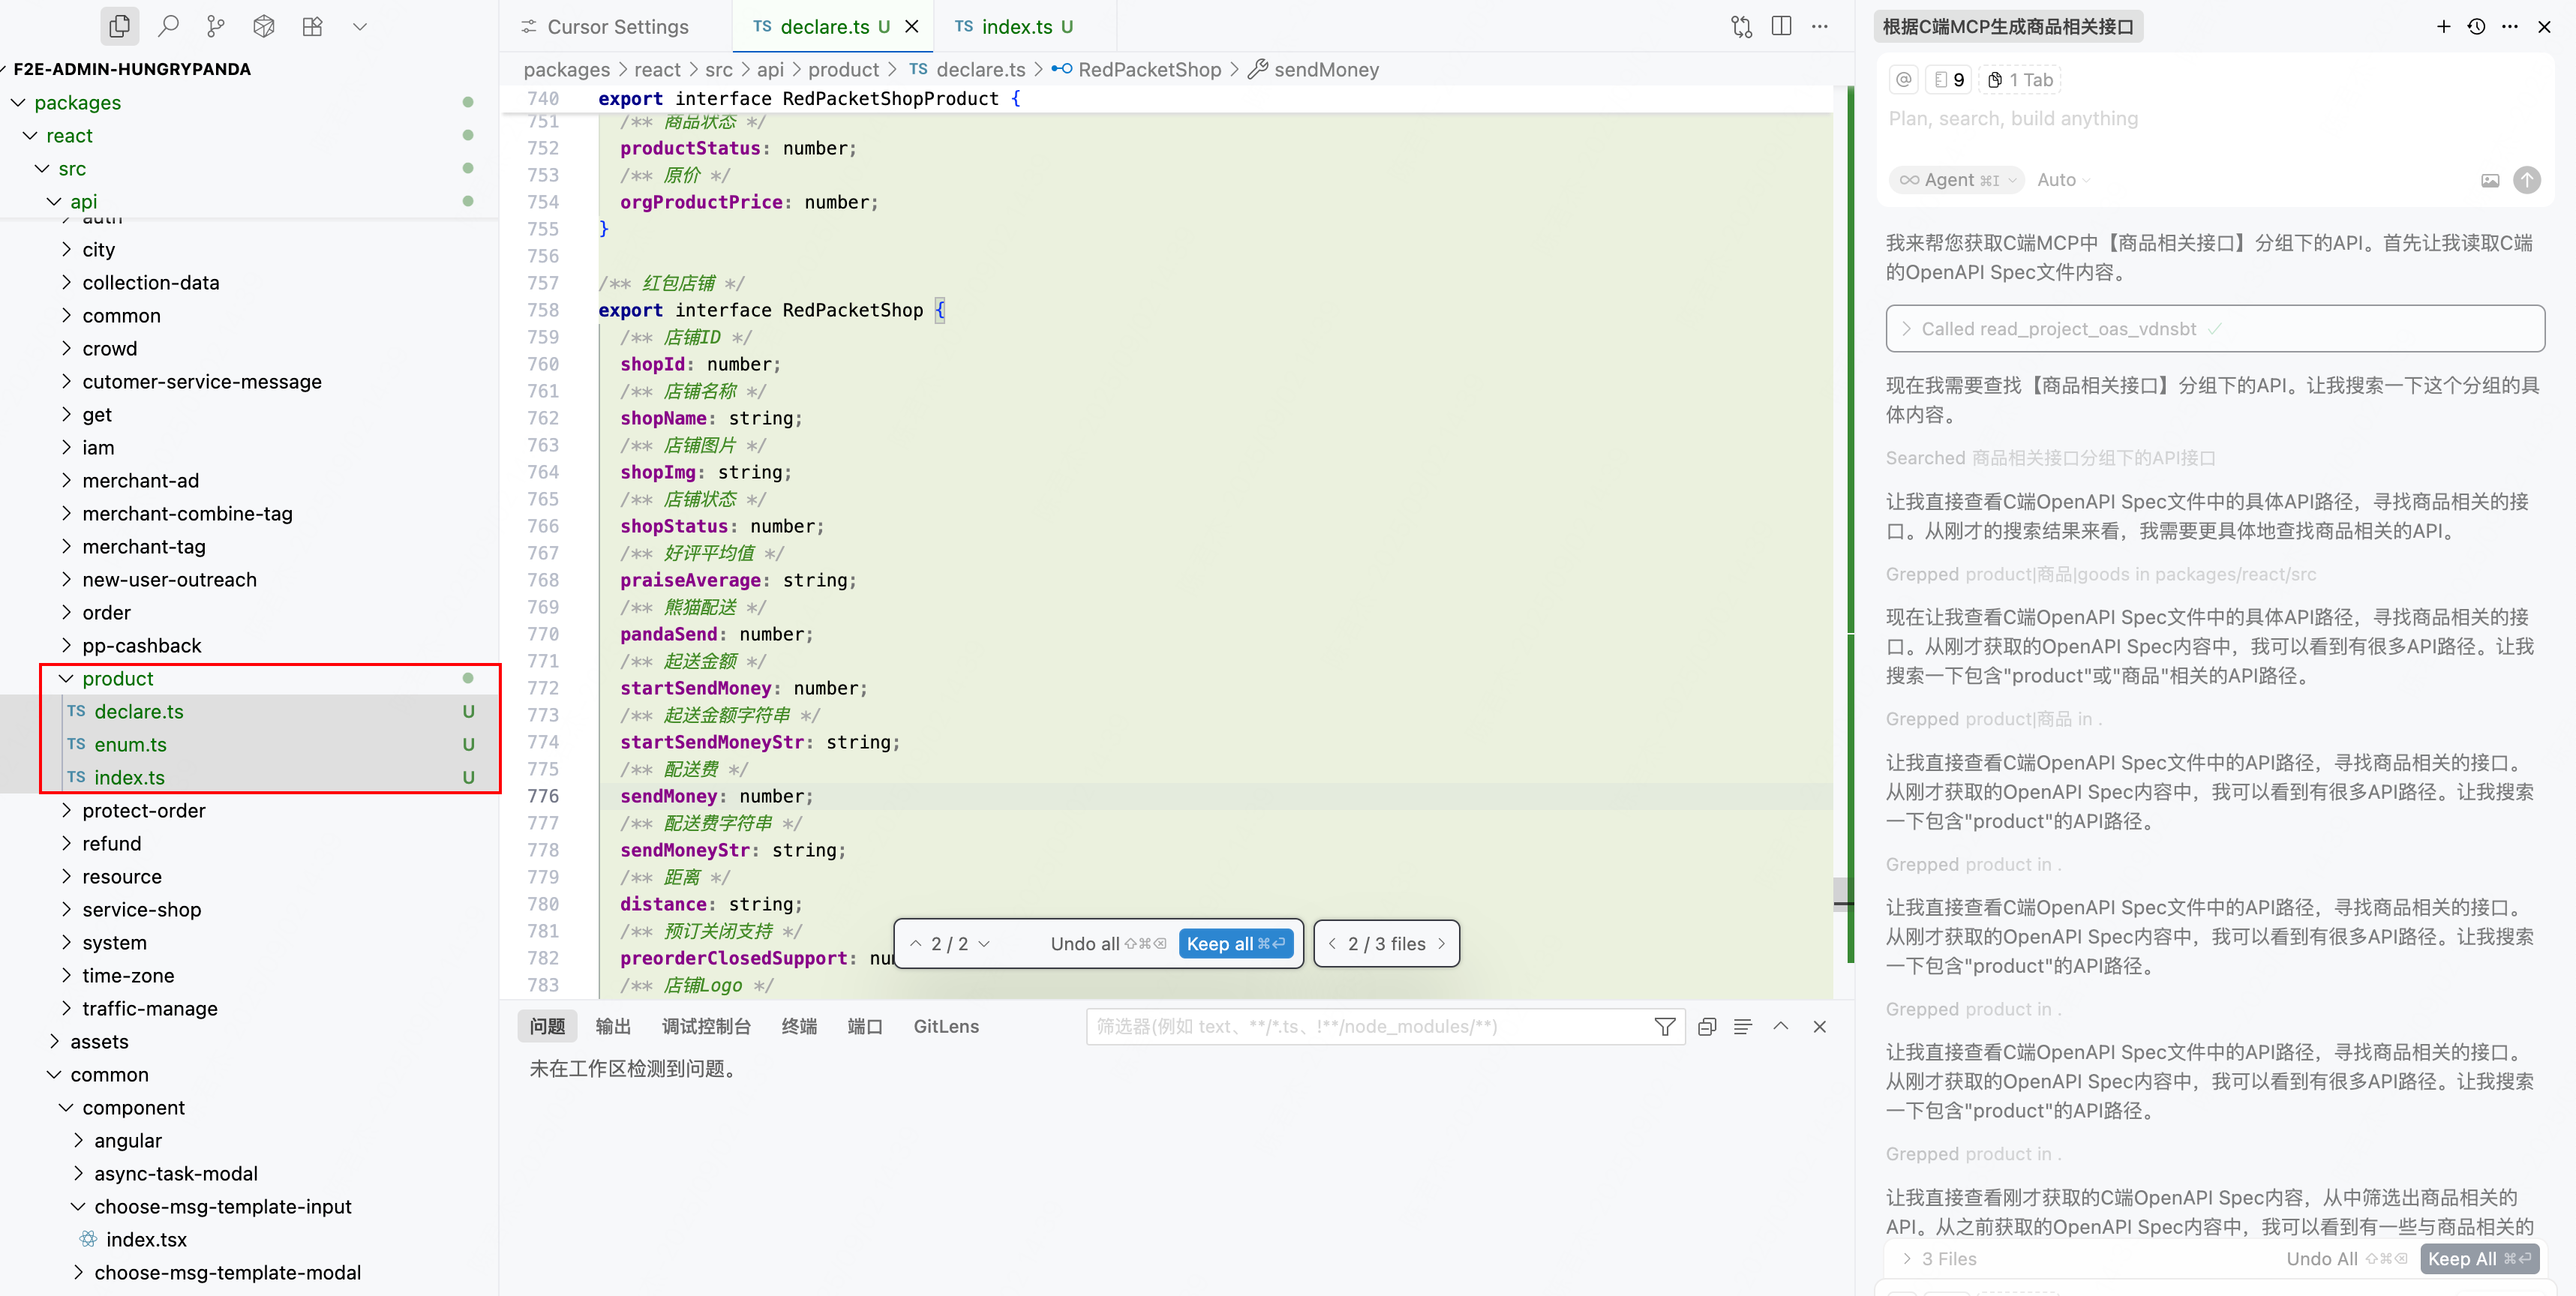 F2E-ADMIN-HUNGRYPANDA
packages
react
src
api
auth
city
collection-data
common
crowd
cutomer-service-message
get
iam
merchant-ad
merchant-combine-tag
merchant-tag
new-user-outreach
order
pp-cashback
product
TS declare.ts U
TS enum.ts U
TS index.ts U
protect-order
refund
resource
service-shop
system
time-zone
traffic-manage
assets
common
component
angular
async-task-modal
choose-msg-template-input
index.tsx
choose-msg-template-modal
Cursor Settings
TS declare.ts U
TS index.ts U
packages > react > src > api > product > TS declare.ts > RedPacketShop > sendMoney
740 export interface RedPacketShopProduct {
751 /** 商品状态 */
752 productStatus: number;
753 /** 原价 */
754 orgProductPrice: number;
755 }
756
757 /** 红包店铺 */
758 export interface RedPacketShop {
759 /** 店铺ID */
760 shopId: number;
761 /** 店铺名称 */
762 shopName: string;
763 /** 店铺图片 */
764 shopImg: string;
765 /** 店铺状态 */
766 shopStatus: number;
767 /** 好评平均值 */
768 praiseAverage: string;
769 /** 熊猫配送 */
770 pandaSend: number;
771 /** 起送金额 */
772 startSendMoney: number;
773 /** 起送金额字符串 */
774 startSendMoneyStr: string;
775 /** 配送费 */
776 sendMoney: number;
777 /** 配送费字符串 */
778 sendMoneyStr: string;
779 /** 距离 */
780 distance: string;
781 /** 预订关闭支持 */
782 preorderClosedSupport: nu
783 /** 店铺Logo */
2 / 2 Undo all ⇧⌘⌫ Keep all ⌘⏎
2 / 3 files
问题 输出 调试控制台 终端 端口 GitLens
筛选器(例如 text、**/*.ts、!**/node_modules/**)
未在工作区检测到问题。
根据C端MCP生成商品相关接口
@ 9 1 Tab
Plan, search, build anything
Agent ⌘I Auto
我来帮您获取C端MCP中【商品相关接口】分组下的API。首先让我读取C端
的OpenAPI Spec文件内容。
Called read_project_oas_vdnsbt ✓
现在我需要查找【商品相关接口】分组下的API。让我搜索一下这个分组的具
体内容。
Searched 商品相关接口分组下的API接口
让我直接查看C端OpenAPI Spec文件中的具体API路径，寻找商品相关的接
口。从刚才的搜索结果来看，我需要更具体地查找商品相关的API。
Grepped product|商品|goods in packages/react/src
现在让我查看C端OpenAPI Spec文件中的具体API路径，寻找商品相关的接
口。从刚才获取的OpenAPI Spec内容中，我可以看到有很多API路径。让我
搜索一下包含"product"或"商品"相关的API路径。
Grepped product|商品 in .
让我直接查看C端OpenAPI Spec文件中的API路径，寻找商品相关的接口。
从刚才获取的OpenAPI Spec内容中，我可以看到有很多API路径。让我搜索
一下包含"product"的API路径。
Grepped product in .
让我直接查看C端OpenAPI Spec文件中的API路径，寻找商品相关的接口。
从刚才获取的OpenAPI Spec内容中，我可以看到有很多API路径。让我搜索
一下包含"product"的API路径。
Grepped product in .
让我直接查看C端OpenAPI Spec文件中的API路径，寻找商品相关的接口。
从刚才获取的OpenAPI Spec内容中，我可以看到有很多API路径。让我搜索
一下包含"product"的API路径。
Grepped product in .
让我直接查看刚才获取的C端OpenAPI Spec内容，从中筛选出商品相关的
API。从之前获取的OpenAPI Spec内容中，我可以看到有一些与商品相关的
3 Files Undo All ⇧⌘⌫ Keep All ⌘⏎